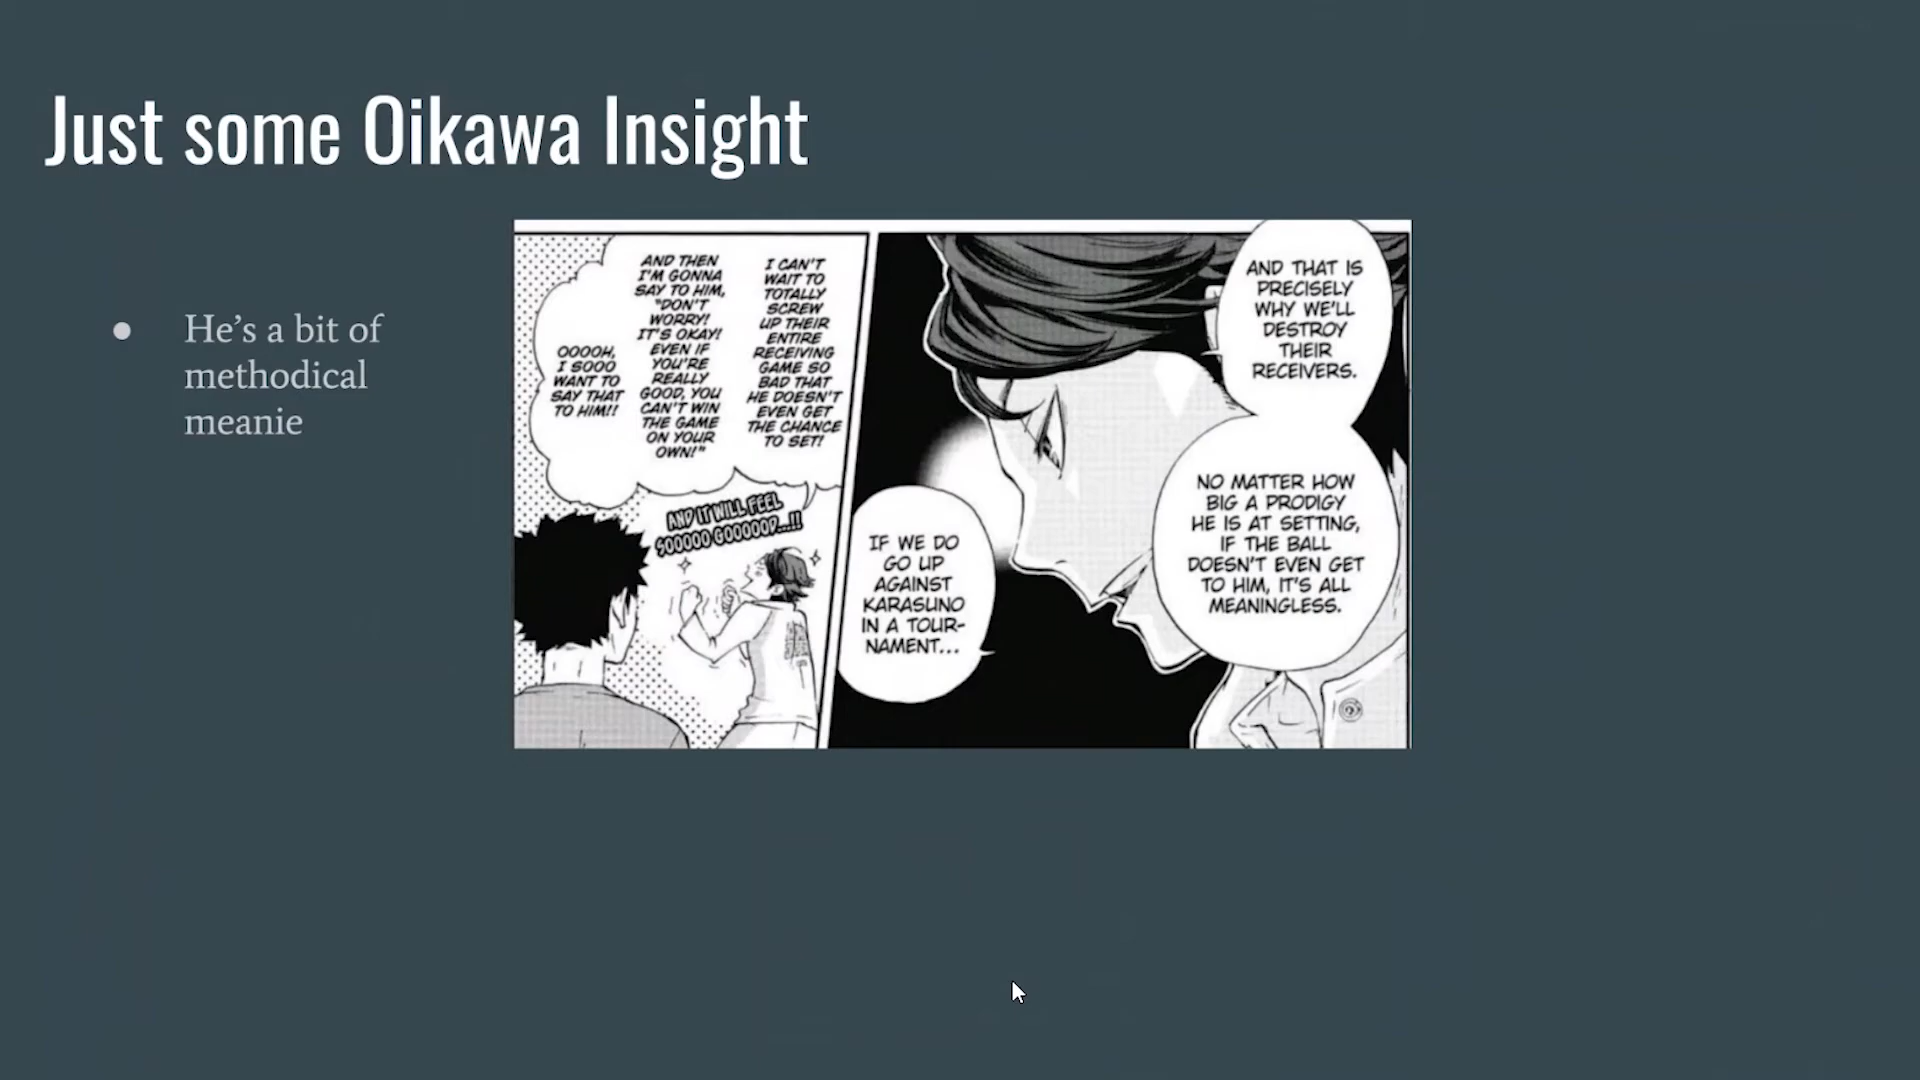 Just some Oikawa Insight
He's a bit of
methodical
meanie
AND THAT IS
PRECISELY
WHY WE'LL
DESTROY
THEIR
RECEIVERS.
NO MATTER HOW
BIG A PRODIGY
HE IS AT SETTING,
IF THE BALL
DOESN'T EVEN GET
TO HIM, IT'S ALL
MEANINGLESS.
IF WE DO
GO UP
AGAINST
KARASUNO
IN A TOUR-
NAMENT...
I CAN'T
WAIT TO
TOTALLY
SCREW
UP THEIR
ENTIRE
RECEIVING
GAME SO
BAD THAT
HE DOESN'T
EVEN GET
THE CHANCE
TO SET!
AND THEN
I'M GONNA
SAY TO HIM,
"DON'T
WORRY!
IT'S OKAY!
EVEN IF
YOU'RE
REALLY
GOOD, YOU
CAN'T WIN
THE GAME
ON YOUR
OWN!"
OOOOH,
I SOOO
WANT TO
SAY THAT
TO HIM!!
AND IT WILL FEEL
SOOOOO GOOOOOD...!!